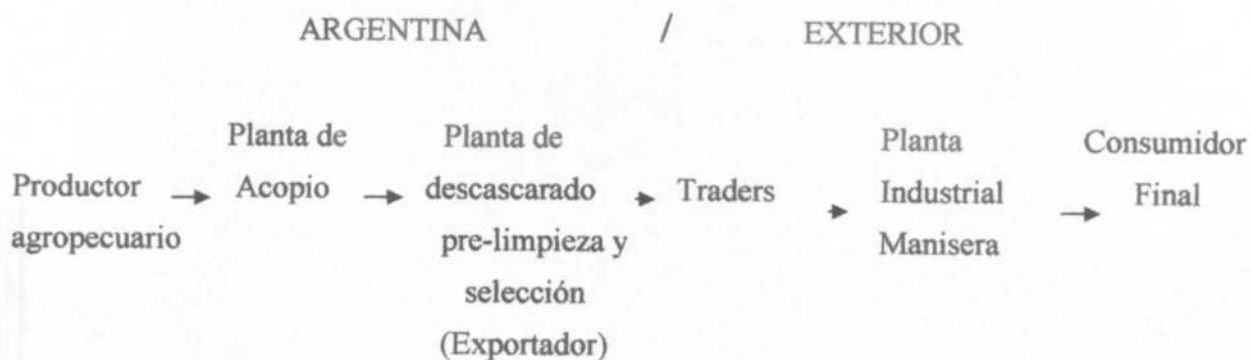 ARGENTINA / EXTERIOR
Productor
agropecuario
Planta de
Acopio
Planta de
descascarado
pre-limpieza y
selección
(Exportador)
Traders
Planta
Industrial
Manisera
Consumidor
Final